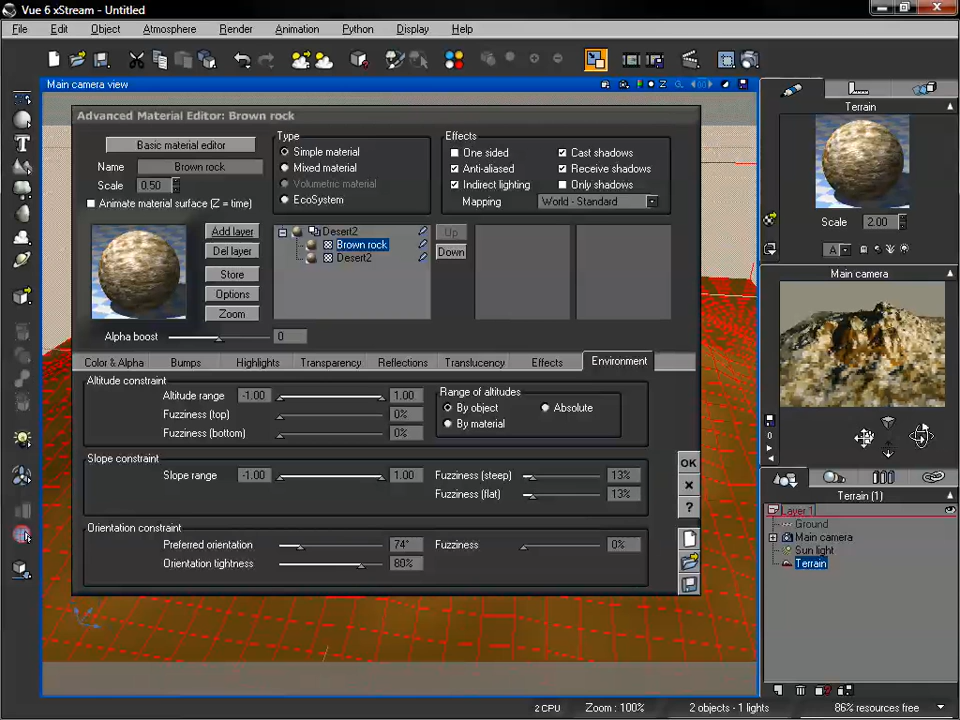 Vue 6 xStream - Untitled
File Edit Object Atmosphere Render Animation Python Display Help
Main camera view
Advanced Material Editor: Brown rock
Basic material editor
Name Brown rock
Scale 0.50
Animate material surface (Z = time)
Type
Simple material
Mixed material
Volumetric material
EcoSystem
Effects
One sided Cast shadows
Anti-aliased Receive shadows
Indirect lighting Only shadows
Mapping World - Standard
Add layer
Del layer
Store
Options
Zoom
Desert2
Brown rock
Desert2
Up
Down
Alpha boost 0
Color & Alpha Bumps Highlights Transparency Reflections Translucency Effects Environment
Altitude constraint
Altitude range -1.00 1.00
Fuzziness (top) 0%
Fuzziness (bottom) 0%
Range of altitudes
By object Absolute
By material
Slope constraint
Slope range -1.00 1.00 Fuzziness (steep) 13%
Fuzziness (flat) 13%
Orientation constraint
Preferred orientation 74° Fuzziness 0%
Orientation tightness 80%
OK
?
Terrain
Scale 2.00
A
Main camera
0
Terrain (1)
Layer 1
Ground
Main camera
Sun light
Terrain
2 CPU Zoom : 100% 2 objects - 1 lights 86% resources free